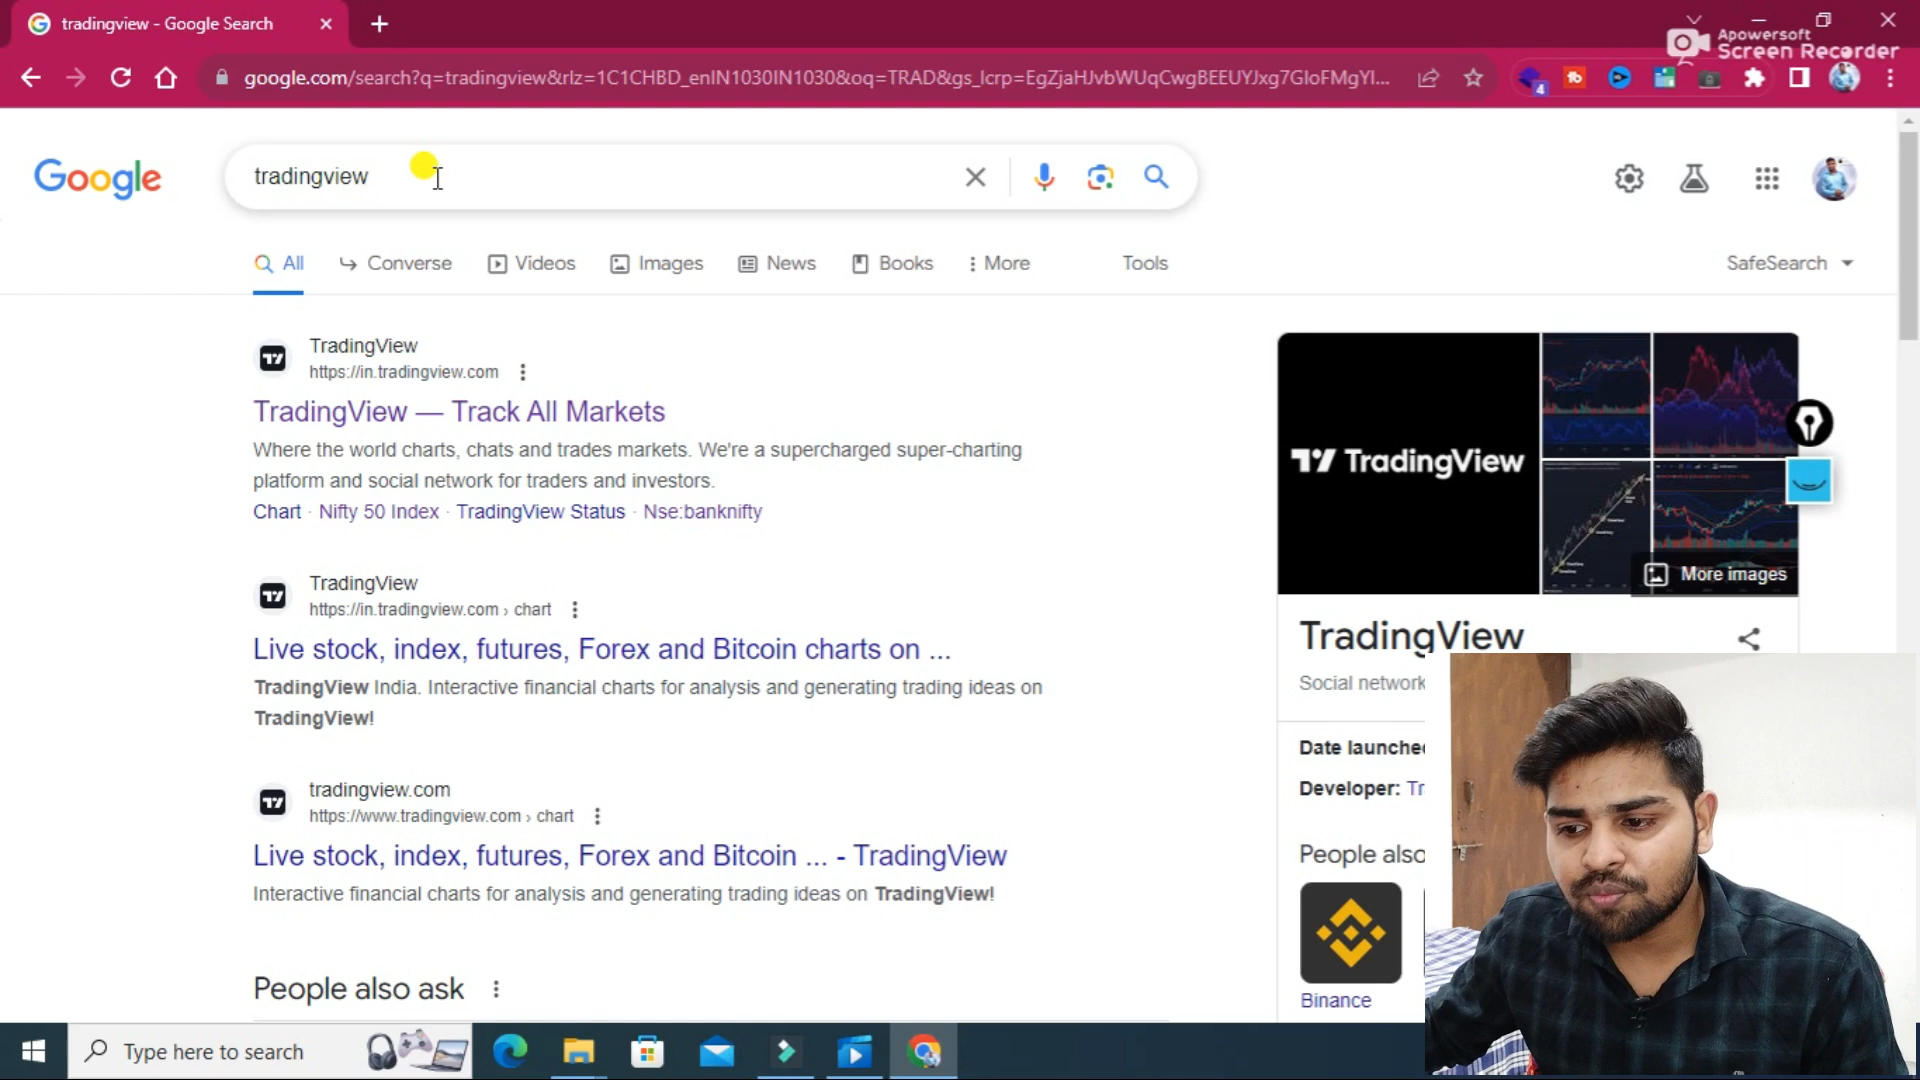 tradingview - Google Search
Apowersoft
Screen Recorder
google.com/search?q=tradingview&rlz=1C1CHBD_enIN1030IN1030&oq=TRAD&gs_lcrp=EgZjaHJvbWUqCwgBEEUYJxg7GIoFMgYI...
4
Google
tradingview
All
Converse
Videos
Images
News
Books
More
Tools
SafeSearch
TradingView
https://in.tradingview.com
TradingView — Track All Markets
Where the world charts, chats and trades markets. We're a supercharged super-charting
platform and social network for traders and investors.
Chart · Nifty 50 Index · TradingView Status · Nse:banknifty
TradingView
https://in.tradingview.com › chart
Live stock, index, futures, Forex and Bitcoin charts on ...
TradingView India. Interactive financial charts for analysis and generating trading ideas on
TradingView!
tradingview.com
https://www.tradingview.com › chart
Live stock, index, futures, Forex and Bitcoin ... - TradingView
Interactive financial charts for analysis and generating trading ideas on TradingView!
People also ask
TradingView
More images
TradingView
Social network
Date launche
Developer: Tr
People also
Binance
Type here to search